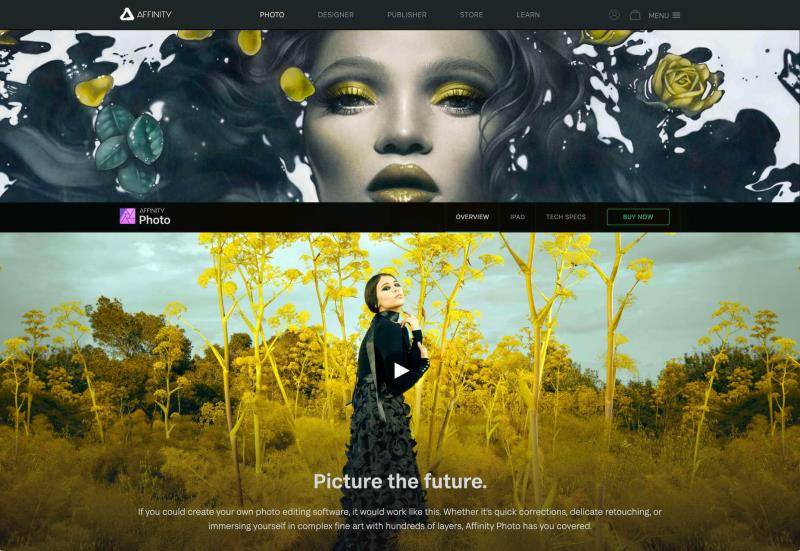 AFFINITY
PHOTO
DESIGNER
PUBLISHER
STORE
LEARN
MENU
AFFINITY
Photo
OVERVIEW
IPAD
TECH SPECS
BUY NOW
Picture the future.
If you could create your own photo editing software, it would work like this. Whether it's quick corrections, delicate retouching, or
immersing yourself in complex fine art with hundreds of layers, Affinity Photo has you covered.